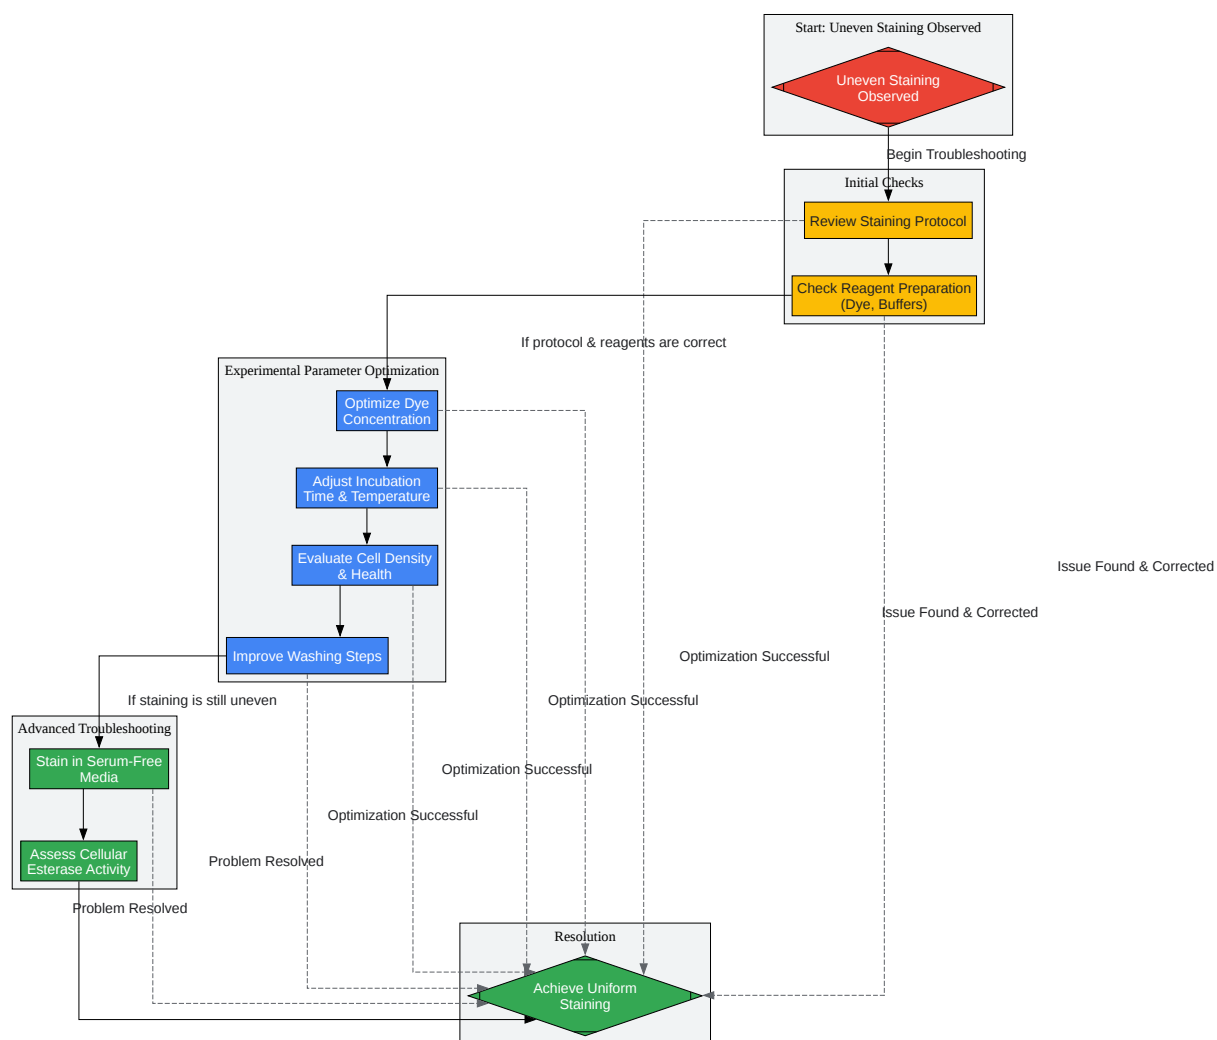 Start: Uneven Staining Observed
Uneven Staining
Observed
Begin Troubleshooting
Initial Checks
Review Staining Protocol
Check Reagent Preparation
(Dye, Buffers)
If protocol & reagents are correct
Experimental Parameter Optimization
Optimize Dye
Concentration
Adjust Incubation
Time & Temperature
Evaluate Cell Density
& Health
Improve Washing Steps
Issue Found & Corrected
Issue Found & Corrected
Optimization Successful
Optimization Successful
Optimization Successful
Optimization Successful
If staining is still uneven
Advanced Troubleshooting
Stain in Serum-Free
Media
Assess Cellular
Esterase Activity
Problem Resolved
Problem Resolved
Resolution
Achieve Uniform
Staining